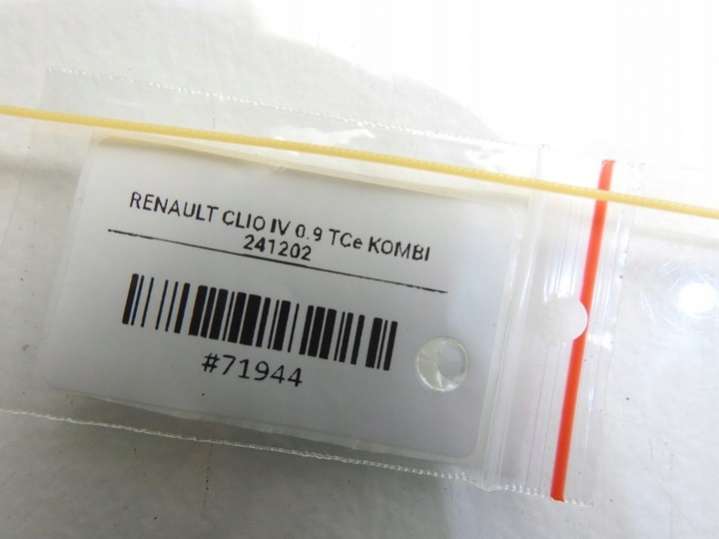 RENAULT CLIO IV 0.9 TCe KOMBI
241202
#71944